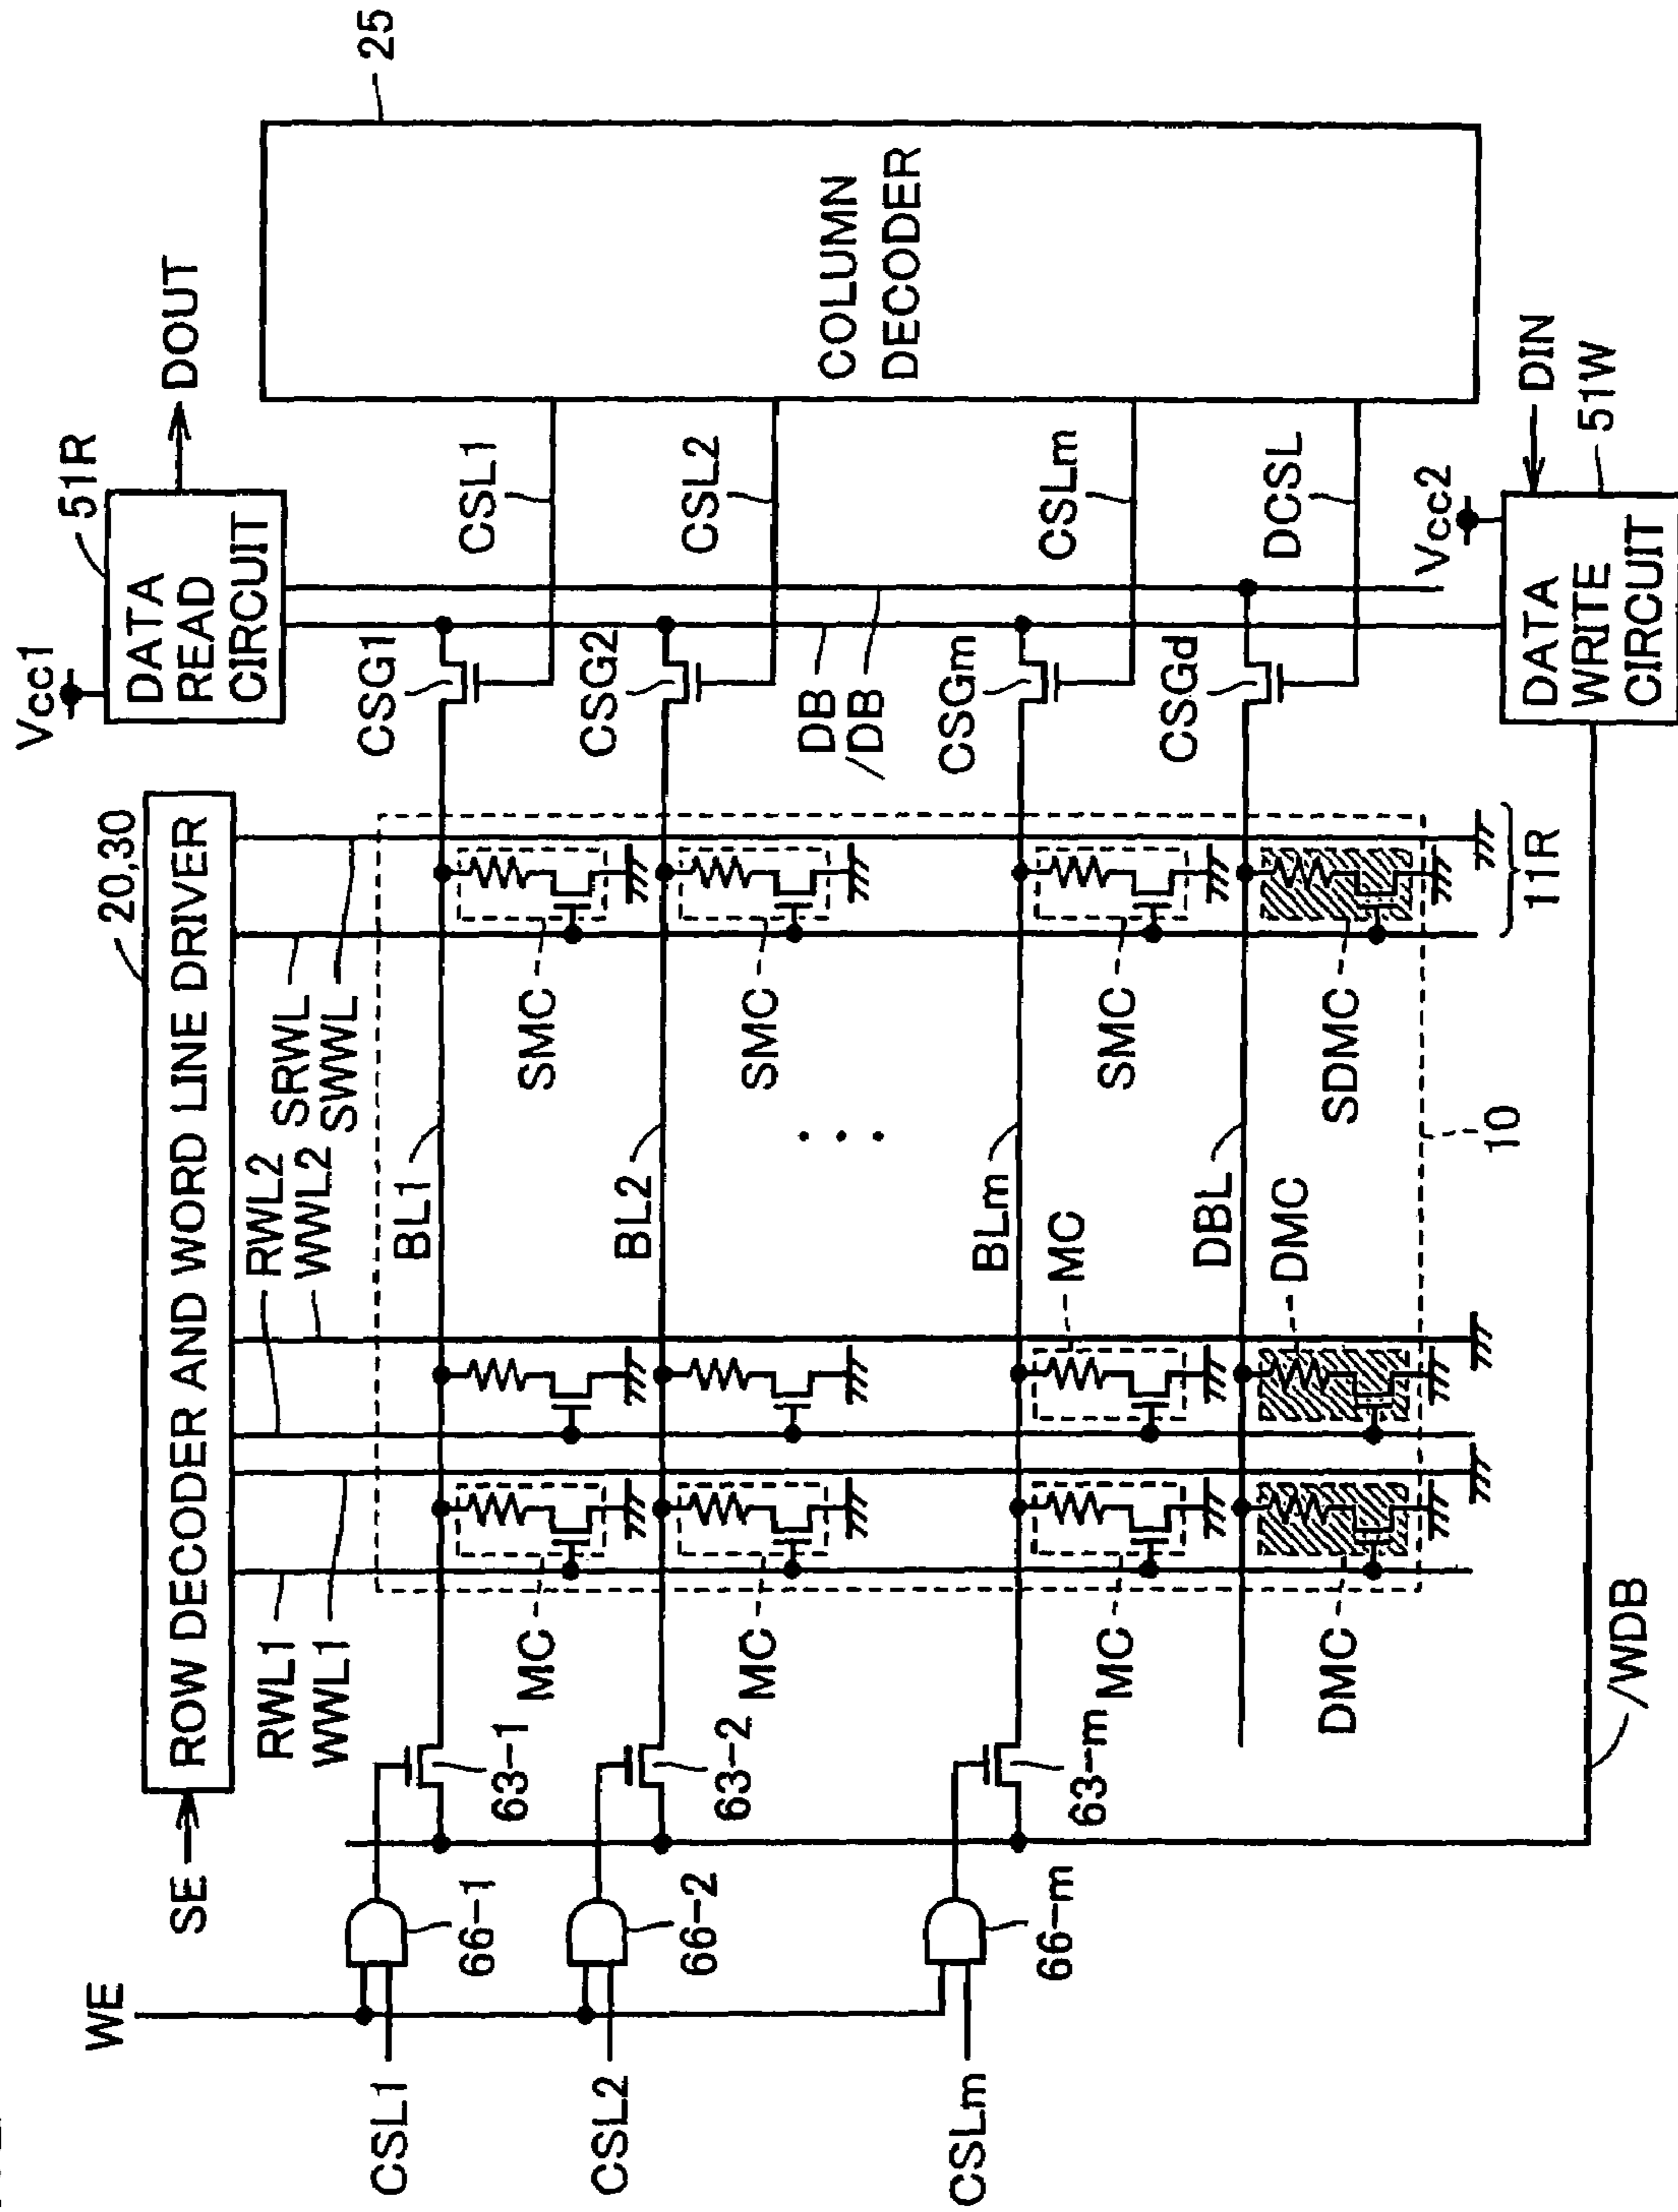 Vcc1
DATA
READ
CIRCUIT
51R
DOUT
25
COLUMN
DECODER
CSL1
CSL2
CSLm
DCSL
CSG1
CSG2
CSGm
CSGd
DB
/DB
Vcc2
DIN
DATA
WRITE
CIRCUIT
51W
SE
ROW DECODER AND WORD LINE DRIVER
20,30
RWL1
WWL1
RWL2
WWL2
SRWL
SWWL
BL1
BL2
BLm
DBL
MC
MC
MC
MC
DMC
DMC
SMC
SMC
SMC
SDMC
10
11R
63-1
63-2
63-m
/WDB
WE
CSL1
CSL2
CSLm
66-1
66-2
66-m